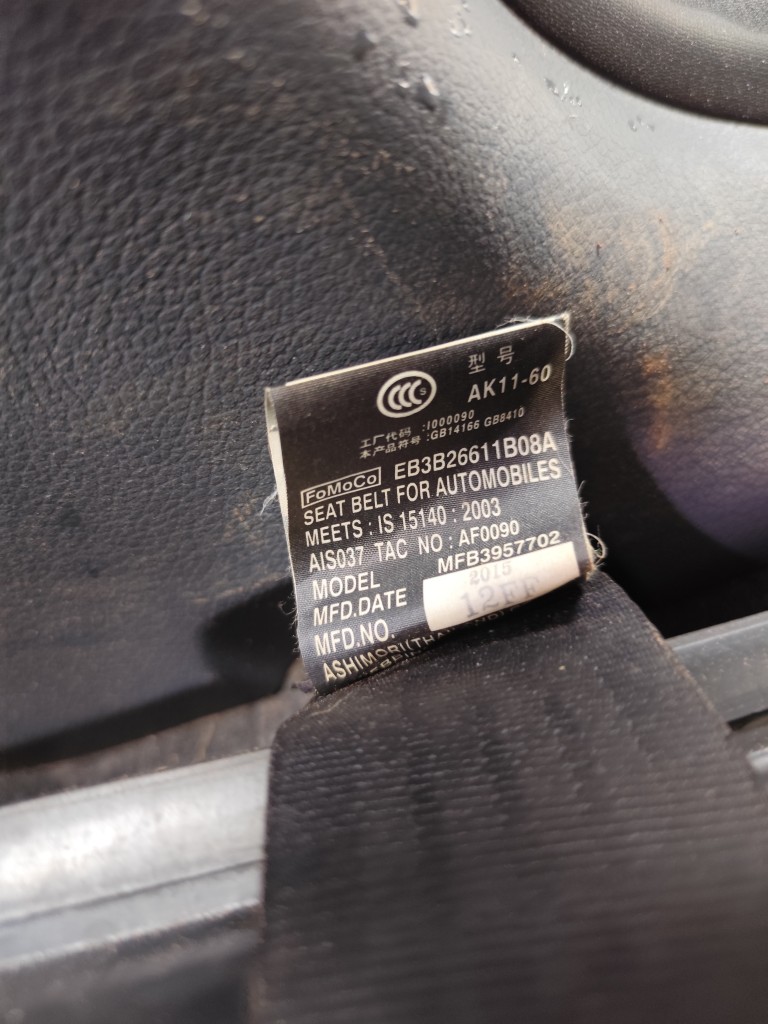 CCC S
型号
AK11-60
工厂代码 :I000090
本产品符号:GB14166 GB8410
FoMoCo EB3B26611B08A
SEAT BELT FOR AUTOMOBILES
MEETS : IS 15140 : 2003
AIS037 TAC NO : AF0090
MODEL MFB3957702
MFD.DATE 2015
MFD.NO. 12FF